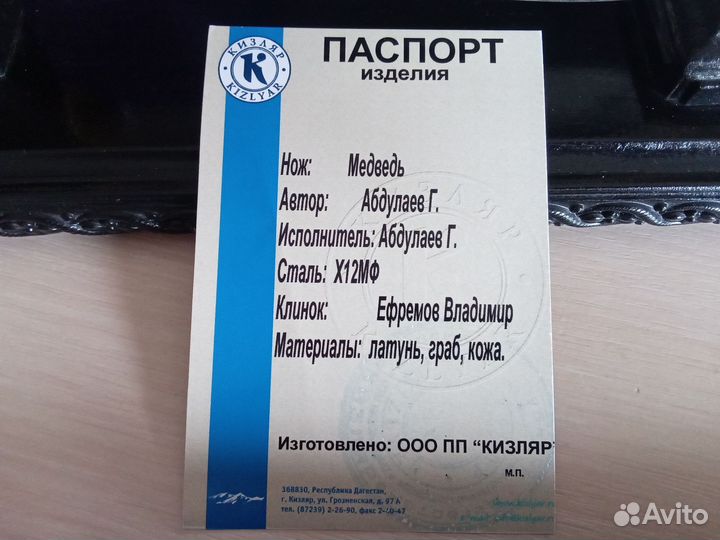 КИЗЛЯР
K
KIZLYAR
ПАСПОРТ
изделия
Нож: Медведь
Автор: Абдулаев Г.
Исполнитель: Абдулаев Г.
Сталь: Х12МФ
Клинок: Ефремов Владимир
Материалы: латунь, граб, кожа.
Изготовлено: ООО ПП “КИЗЛЯР”
М.П.
368830, Республика Дагестан,
г. Кизляр, ул. Грозненская, д. 97 А
тел. (87239) 2-26-90, факс 2-40-47
Avito